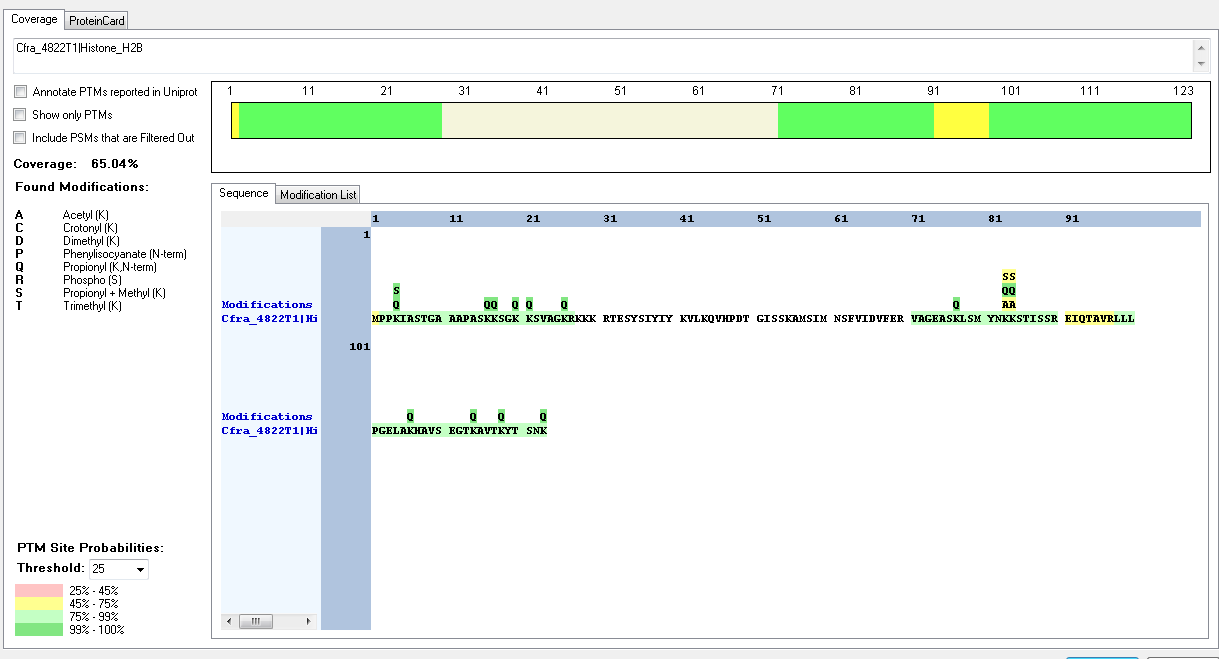 Coverage ProteinCard
Cfra_4822T1|Histone_H2B
Annotate PTMs reported in Uniprot
Show only PTMs
Include PSMs that are Filtered Out
Coverage: 65.04%
Found Modifications:
A Acetyl (K)
C Crotonyl (K)
D Dimethyl (K)
P Phenylisocyanate (N-term)
Q Propionyl (K,N-term)
R Phospho (S)
S Propionyl + Methyl (K)
T Trimethyl (K)
PTM Site Probabilities:
Threshold: 25
25% - 45%
45% - 75%
75% - 99%
99% - 100%
1 11 21 31 41 51 61 71 81 91 101 111 123
Sequence Modification List
1 11 21 31 41 51 61 71 81 91
1
SS
S QQ
Modifications Q QQ Q Q Q Q AA
Cfra_4822T1|Hi MPPKIASTGA AAPASKKSGK KSVAGKRKKK RTESYSIYIY KVLKQVHPDT GISSKAMSIM NSFVIDVFER VAGEASKLSM YNKKSTISSR EIQTAVRLLL
101
Modifications Q Q Q Q
Cfra_4822T1|Hi PGELAKHAVS EGTKAVTKYT SNK